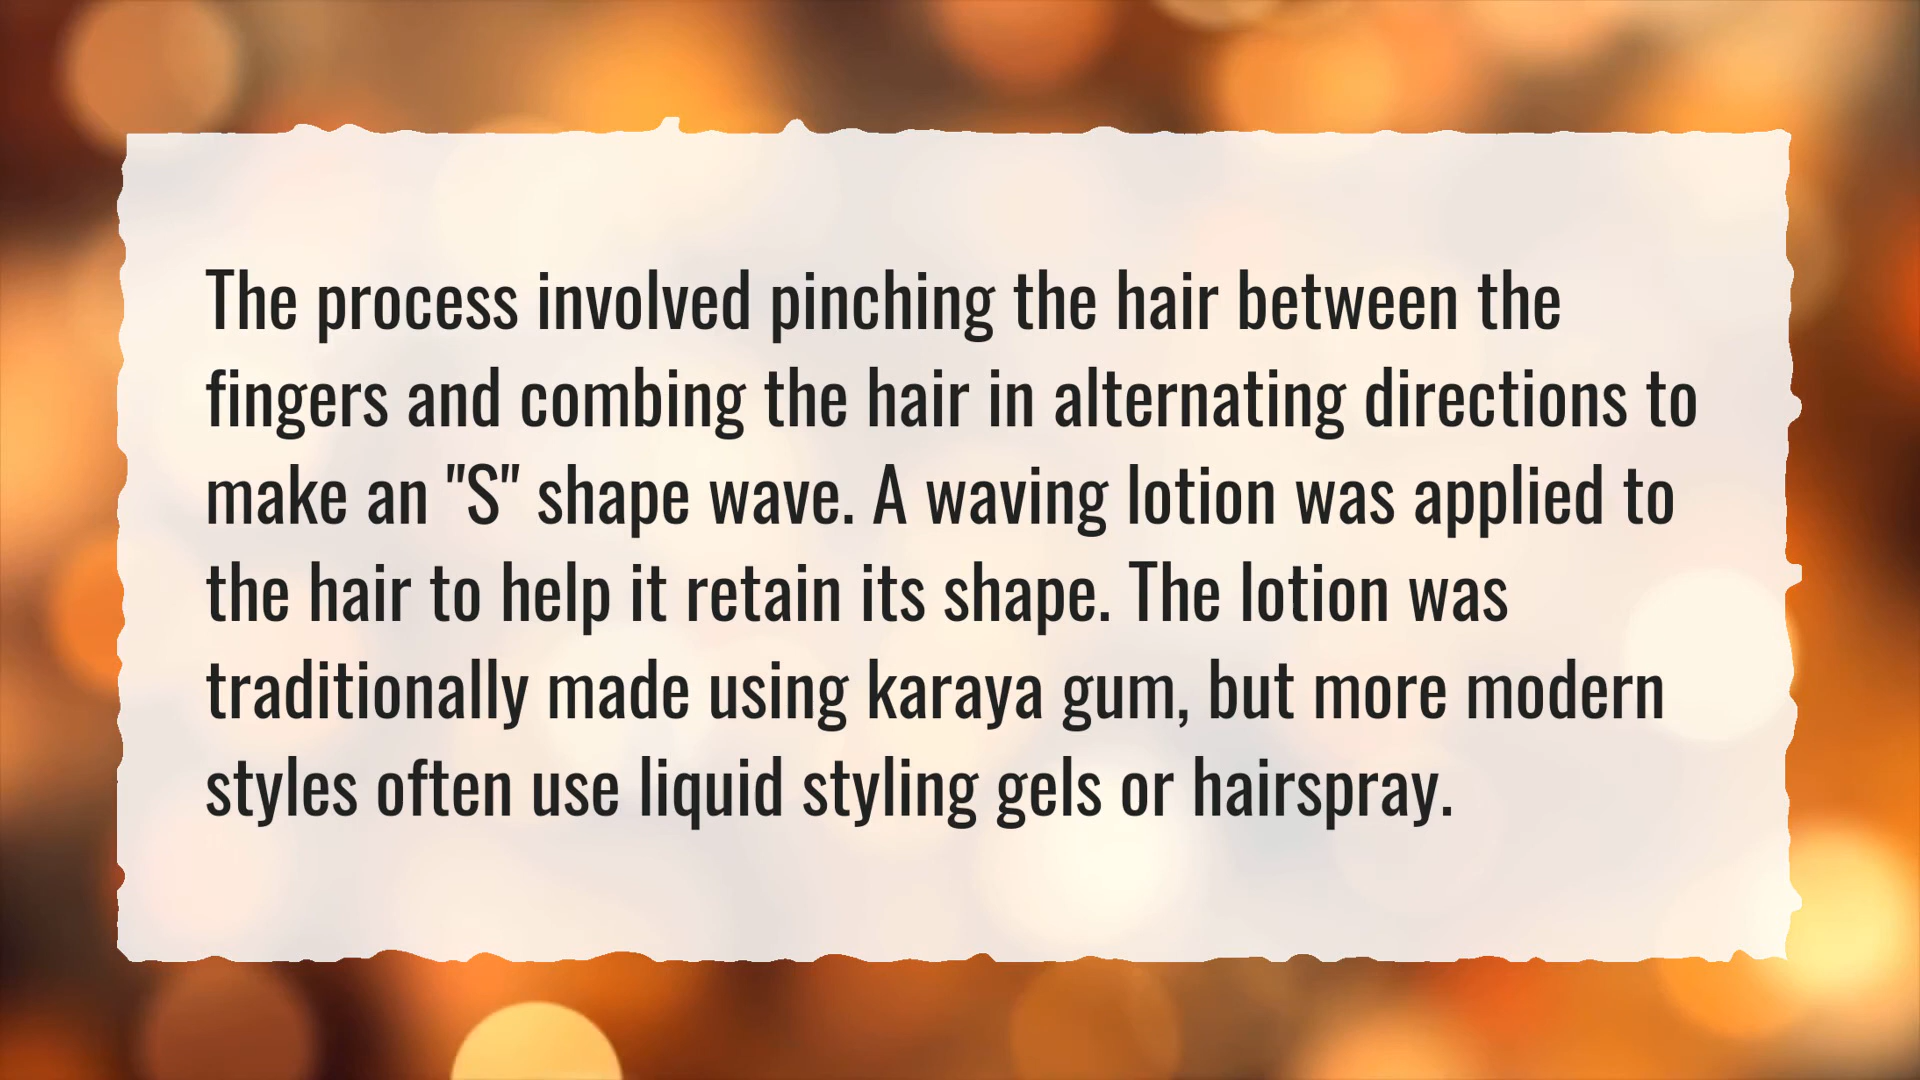 The process involved pinching the hair between the
fingers and combing the hair in alternating directions to
make an "S" shape wave. A waving lotion was applied to
the hair to help it retain its shape. The lotion was
traditionally made using karaya gum, but more modern
styles often use liquid styling gels or hairspray.